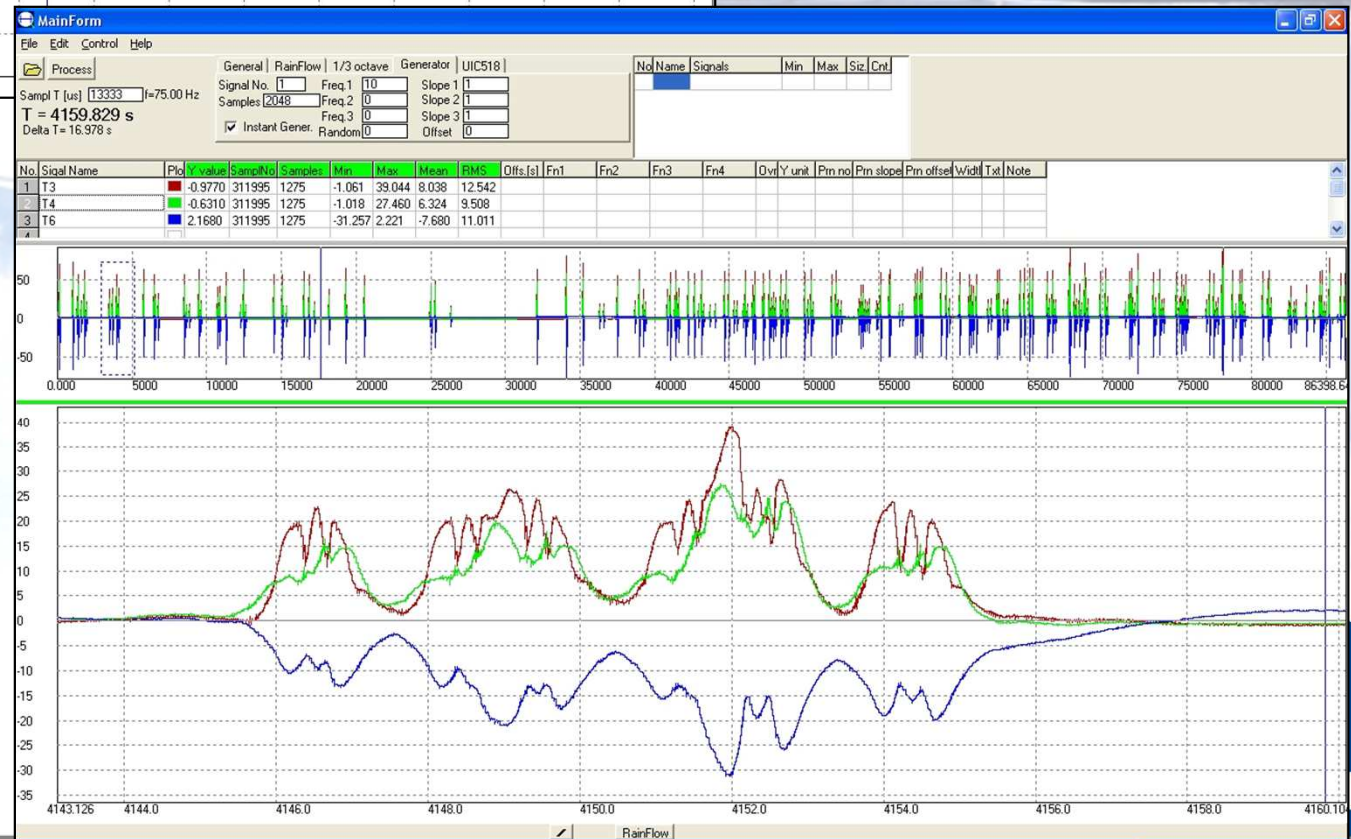 MainForm
File Edit Control Help
Process
General RainFlow 1/3 octave Generator UIC518
No Name Signals Min Max Siz. Cnt.
Signal No. 1 Freq.1 10 Slope 1 1
Sampl T [us] 13333 f=75.00 Hz
Samples 2048 Freq.2 0 Slope 2 1
T = 4159.829 s
Freq.3 0 Slope 3 1
Delta T= 16.978 s
Instant Gener. Random 0 Offset 0
No. Sigal Name Plo Y value SamplNo Samples Min Max Mean RMS Offs.[s] Fn1 Fn2 Fn3 Fn4 Ovr Y unit Prn no Prn slope Prn offset Widtl Txt Note
1 T3 -0.9770 311995 1275 -1.061 39.044 8.038 12.542
2 T4 -0.6310 311995 1275 -1.018 27.460 6.324 9.508
3 T6 2.1680 311995 1275 -31.257 2.221 -7.680 11.011
4
50
0
-50
0.000 5000 10000 15000 20000 25000 30000 35000 40000 45000 50000 55000 60000 65000 70000 75000 80000 86398.6
40
35
30
25
20
15
10
5
0
-5
-10
-15
-20
-25
-30
-35
4143.126 4144.0 4146.0 4148.0 4150.0 4152.0 4154.0 4156.0 4158.0 4160.10
RainFlow